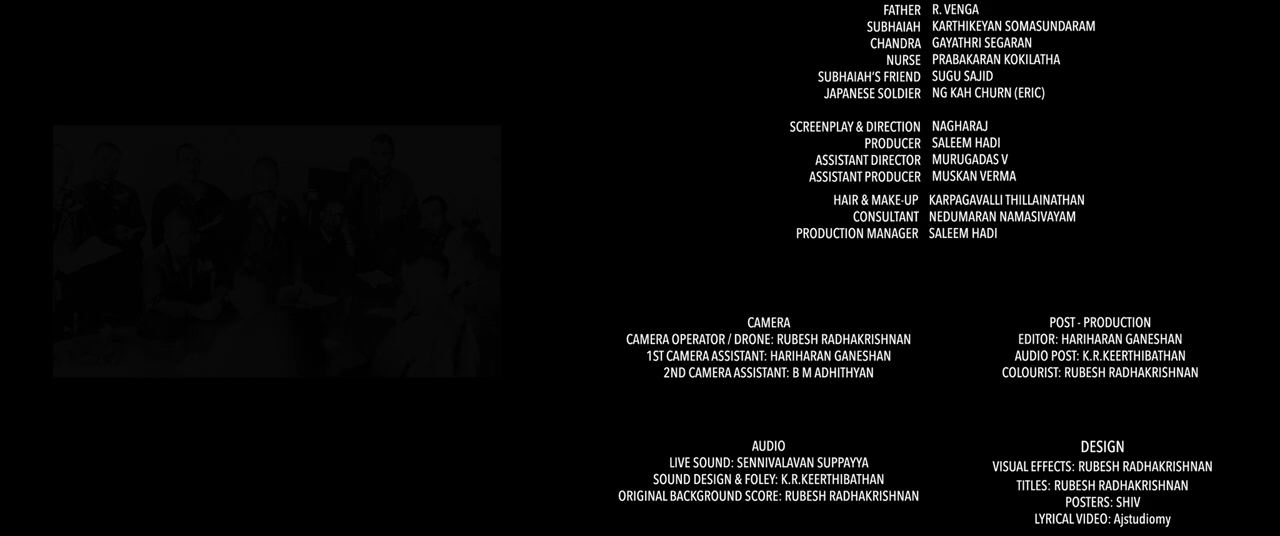 FATHER R. VENGA
SUBHAIAH KARTHIKEYAN SOMASUNDARAM
CHANDRA GAYATHRI SEGARAN
NURSE PRABAKARAN KOKILATHA
SUBHAIAH'S FRIEND SUGU SAJID
JAPANESE SOLDIER NG KAH CHURN (ERIC)
SCREENPLAY & DIRECTION NAGHARAJ
PRODUCER SALEEM HADI
ASSISTANT DIRECTOR MURUGADAS V
ASSISTANT PRODUCER MUSKAN VERMA
HAIR & MAKE-UP KARPAGAVALLI THILLAINATHAN
CONSULTANT NEDUMARAN NAMASIVAYAM
PRODUCTION MANAGER SALEEM HADI
CAMERA
CAMERA OPERATOR / DRONE: RUBESH RADHAKRISHNAN
1ST CAMERA ASSISTANT: HARIHARAN GANESHAN
2ND CAMERA ASSISTANT: B M ADHITHYAN
POST - PRODUCTION
EDITOR: HARIHARAN GANESHAN
AUDIO POST: K.R.KEERTHIBATHAN
COLOURIST: RUBESH RADHAKRISHNAN
AUDIO
LIVE SOUND: SENNIVALAVAN SUPPAYYA
SOUND DESIGN & FOLEY: K.R.KEERTHIBATHAN
ORIGINAL BACKGROUND SCORE: RUBESH RADHAKRISHNAN
DESIGN
VISUAL EFFECTS: RUBESH RADHAKRISHNAN
TITLES: RUBESH RADHAKRISHNAN
POSTERS: SHIV
LYRICAL VIDEO: Ajstudiomy